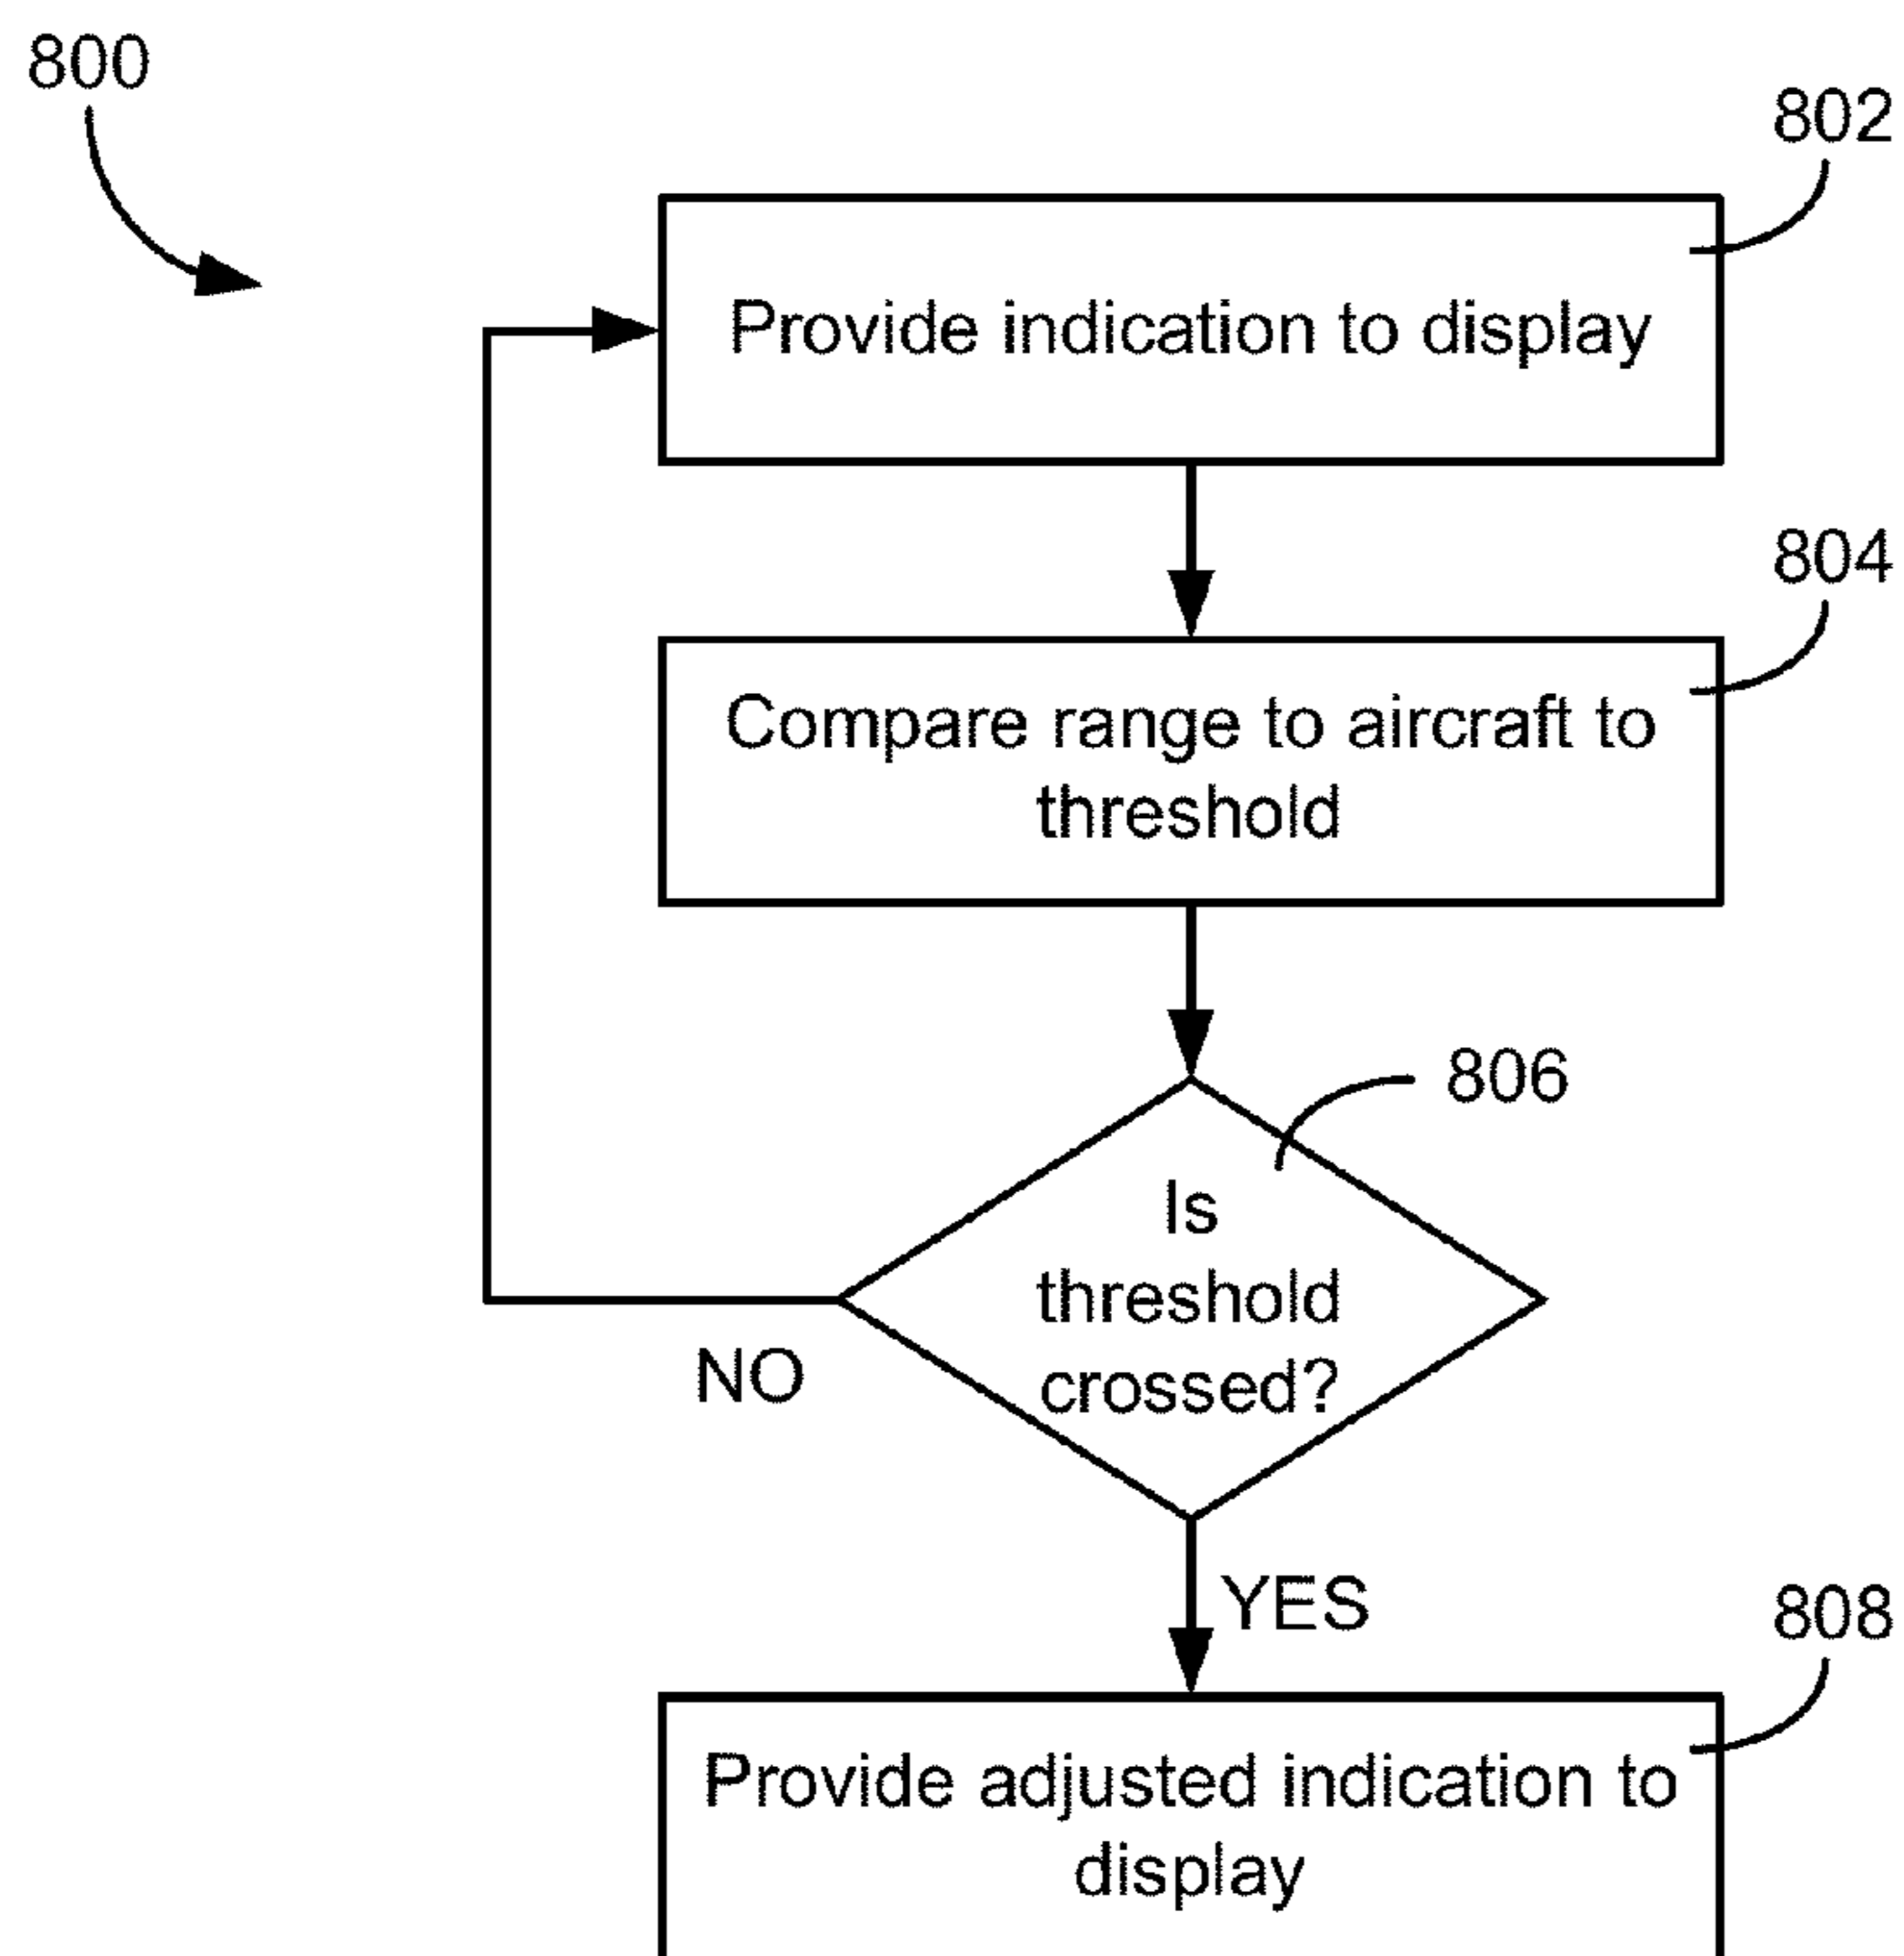 800
802
Provide indication to display
804
Compare range to aircraft to
threshold
806
Is
threshold
crossed?
NO
YES
808
Provide adjusted indication to
display